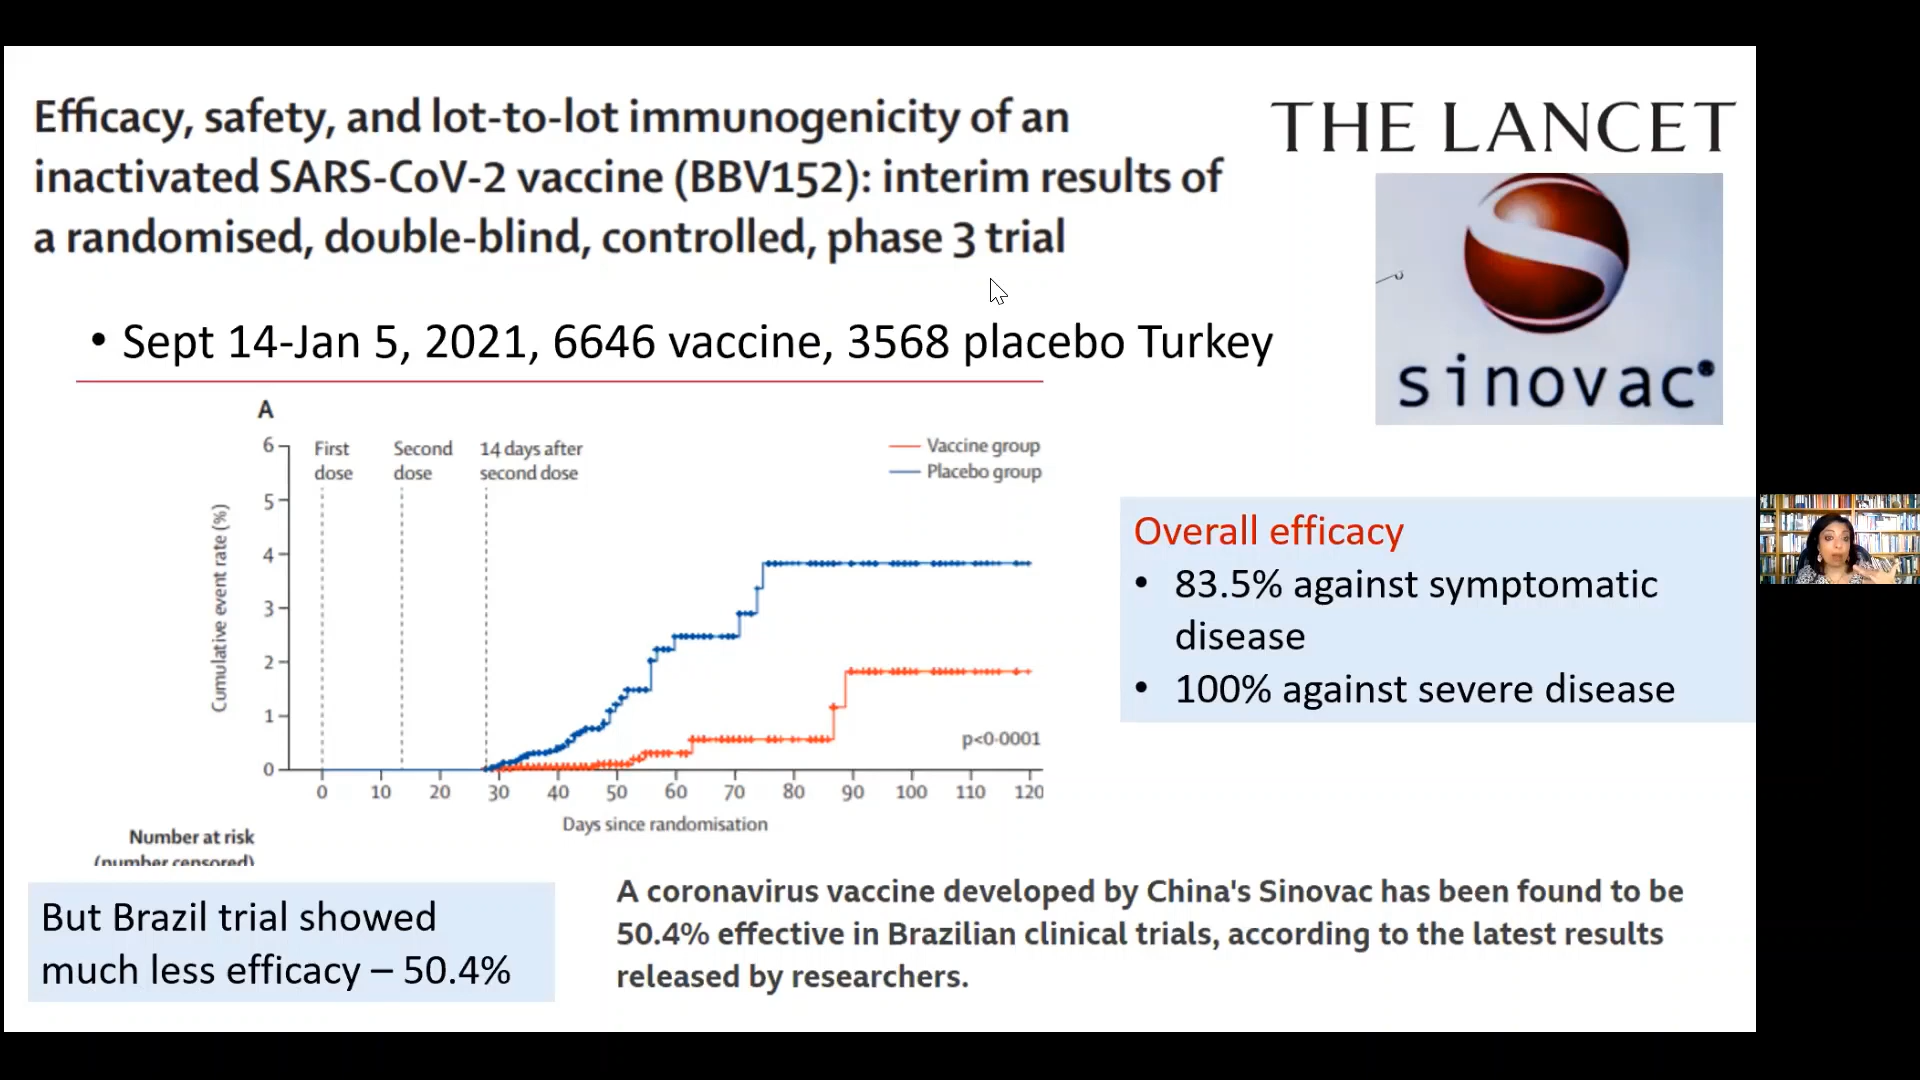 Efficacy, safety, and lot-to-lot immunogenicity of an
inactivated SARS-CoV-2 vaccine (BBV152): interim results of
a randomised, double-blind, controlled, phase 3 trial
THE LANCET
sinovac
• Sept 14-Jan 5, 2021, 6646 vaccine, 3568 placebo Turkey
A
First dose
Second dose
14 days after
second dose
Vaccine group
Placebo group
Cumulative event rate (%)
6
5
4
3
2
1
0
p<0·0001
0 10 20 30 40 50 60 70 80 90 100 110 120
Days since randomisation
Number at risk
(number censored)
Overall efficacy
• 83.5% against symptomatic
disease
• 100% against severe disease
But Brazil trial showed
much less efficacy – 50.4%
A coronavirus vaccine developed by China's Sinovac has been found to be
50.4% effective in Brazilian clinical trials, according to the latest results
released by researchers.